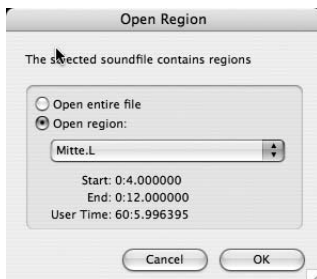 Open Region
The selected soundfile contains regions
Open entire file
Open region:
Mitte.L
Start: 0:4.000000
End: 0:12.000000
User Time: 60:5.996395
Cancel OK